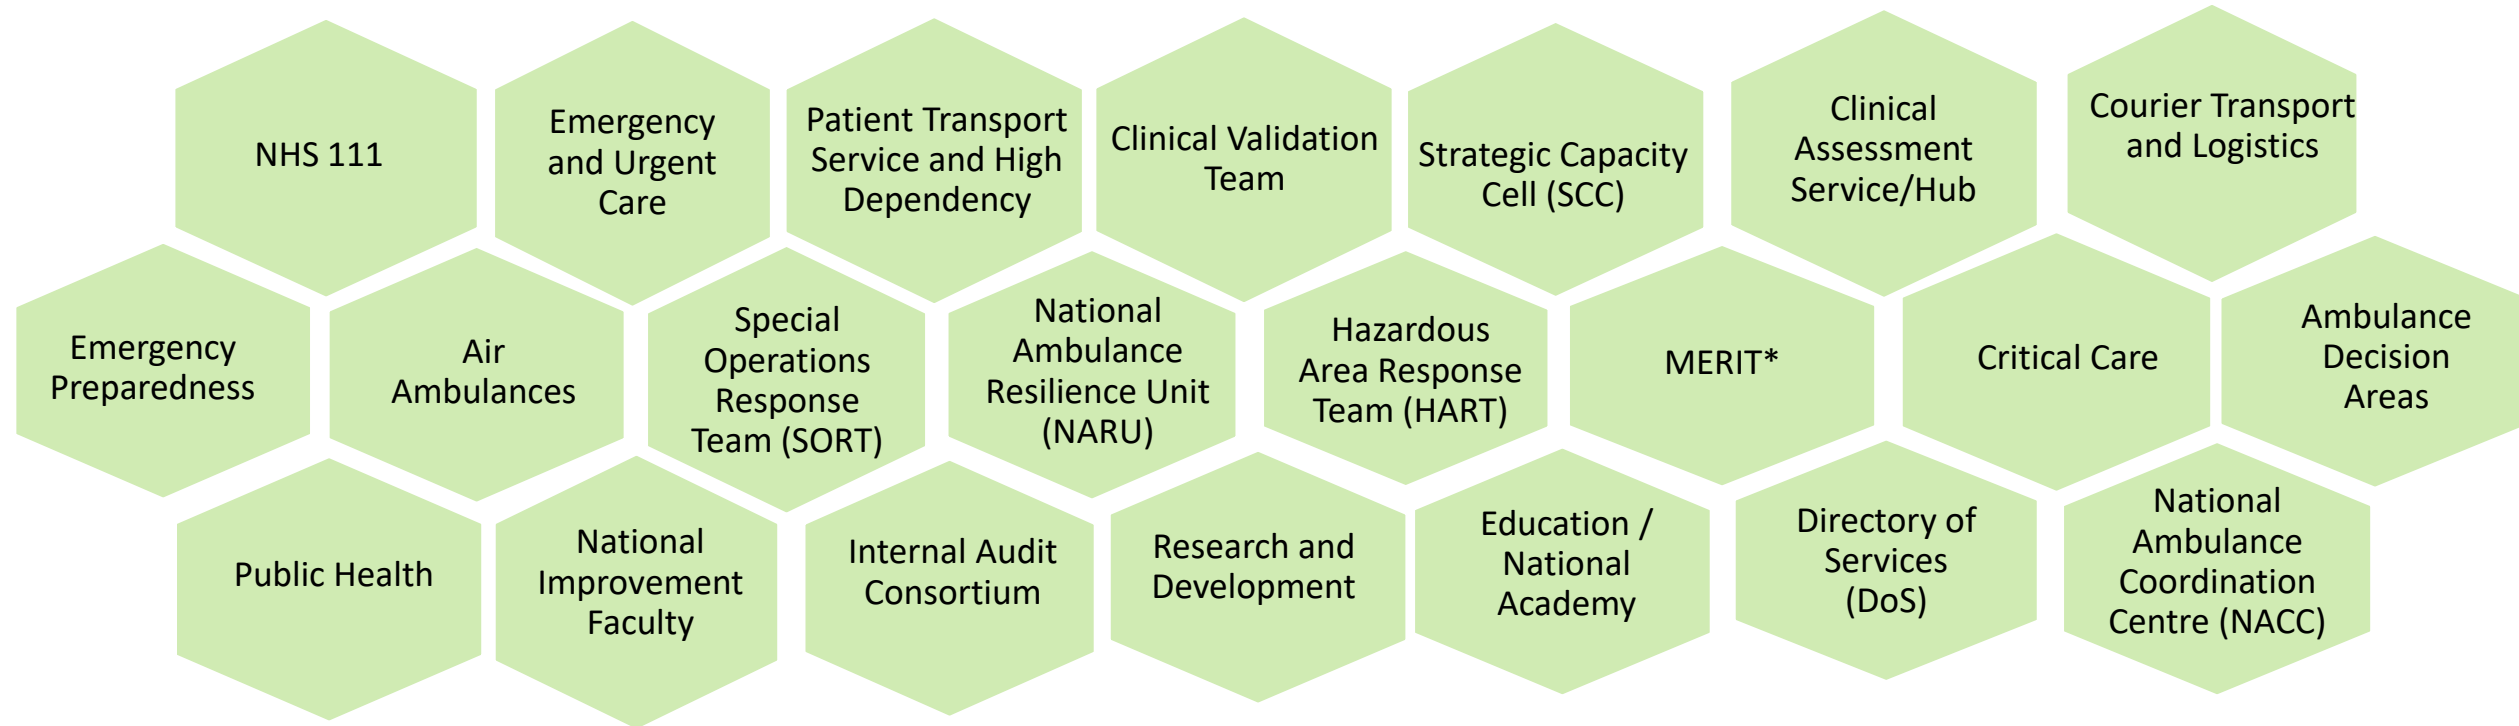 NHS 111
Emergency
and Urgent
Care
Patient Transport
Service and High
Dependency
Clinical Validation
Team
Strategic Capacity
Cell (SCC)
Clinical
Assessment
Service/Hub
Courier Transport
and Logistics
Emergency
Preparedness
Air
Ambulances
Special
Operations
Response
Team (SORT)
National
Ambulance
Resilience Unit
(NARU)
Hazardous
Area Response
Team (HART)
MERIT*
Critical Care
Ambulance
Decision
Areas
Public Health
National
Improvement
Faculty
Internal Audit
Consortium
Research and
Development
Education /
National
Academy
Directory of
Services
(DoS)
National
Ambulance
Coordination
Centre (NACC)